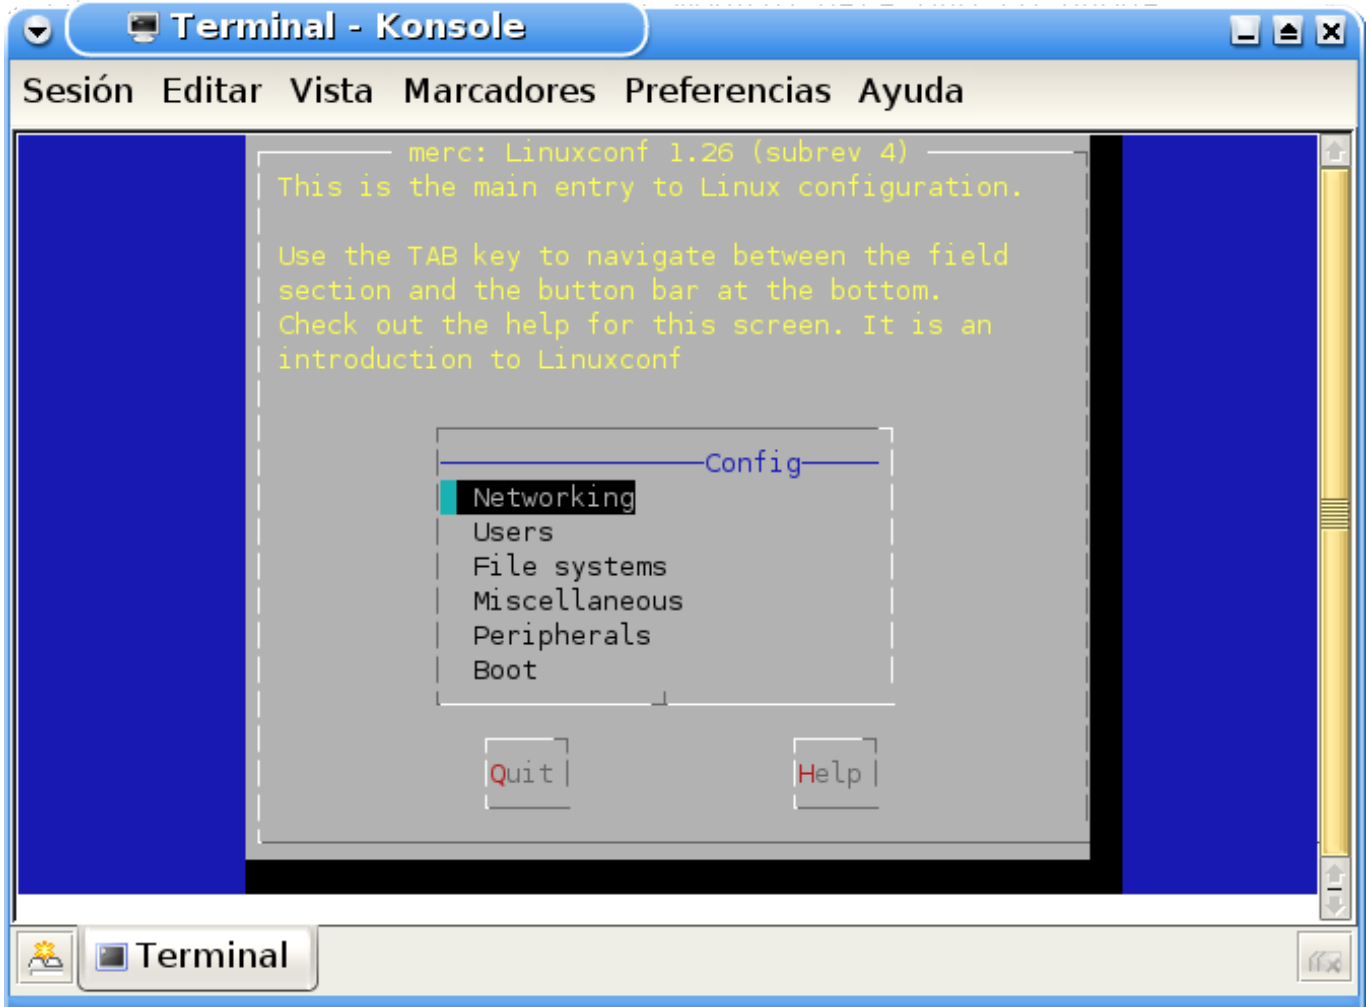 Terminal - Konsole
Sesión Editar Vista Marcadores Preferencias Ayuda
merc: Linuxconf 1.26 (subrev 4)
This is the main entry to Linux configuration.
Use the TAB key to navigate between the field
section and the button bar at the bottom.
Check out the help for this screen. It is an
introduction to Linuxconf
Config
Networking
Users
File systems
Miscellaneous
Peripherals
Boot
Quit Help
Terminal